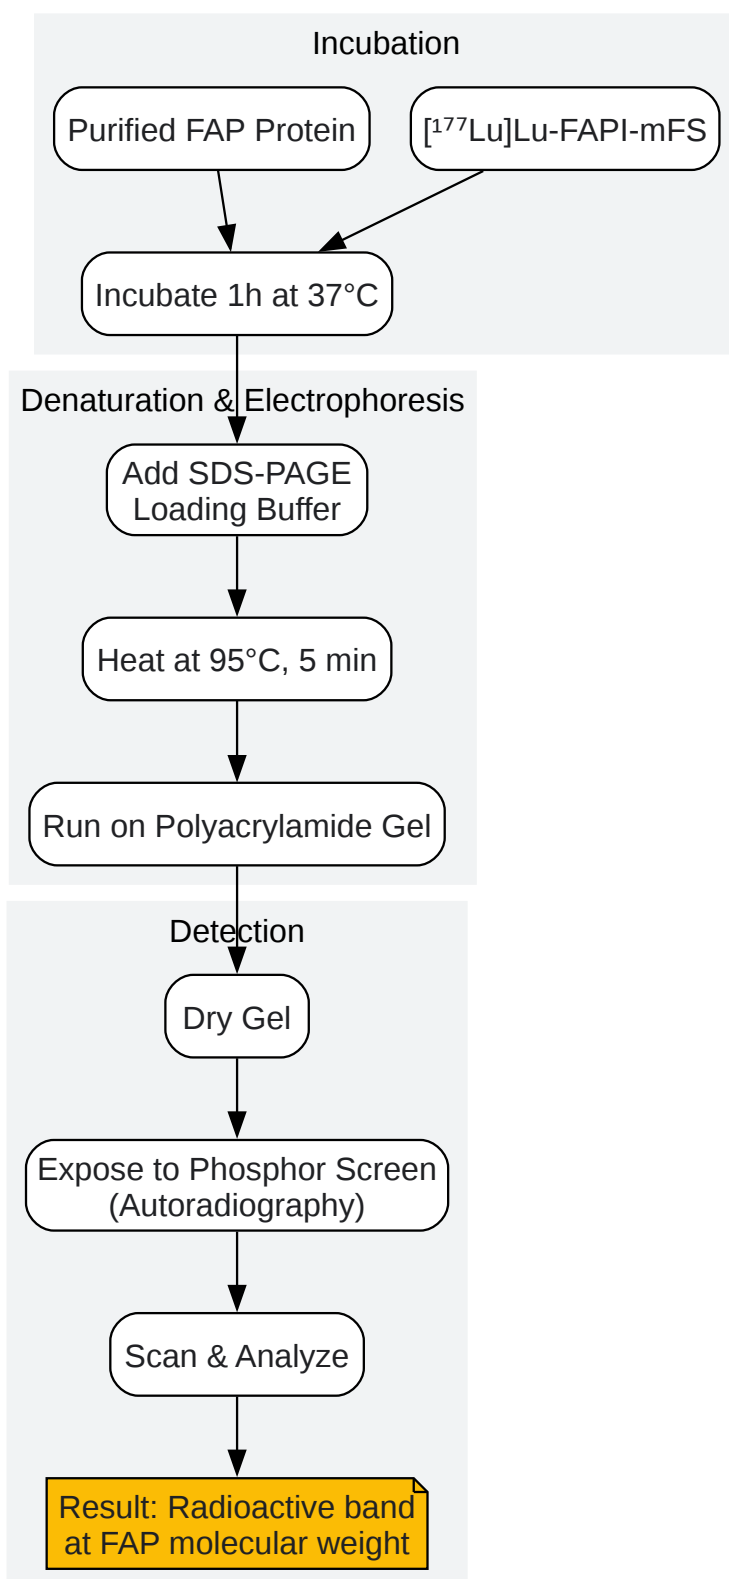 Incubation
Purified FAP Protein
[¹⁷⁷Lu]Lu-FAPI-mFS
Incubate 1h at 37°C
Denaturation & Electrophoresis
Add SDS-PAGE
Loading Buffer
Heat at 95°C, 5 min
Run on Polyacrylamide Gel
Detection
Dry Gel
Expose to Phosphor Screen
(Autoradiography)
Scan & Analyze
Result: Radioactive band
at FAP molecular weight